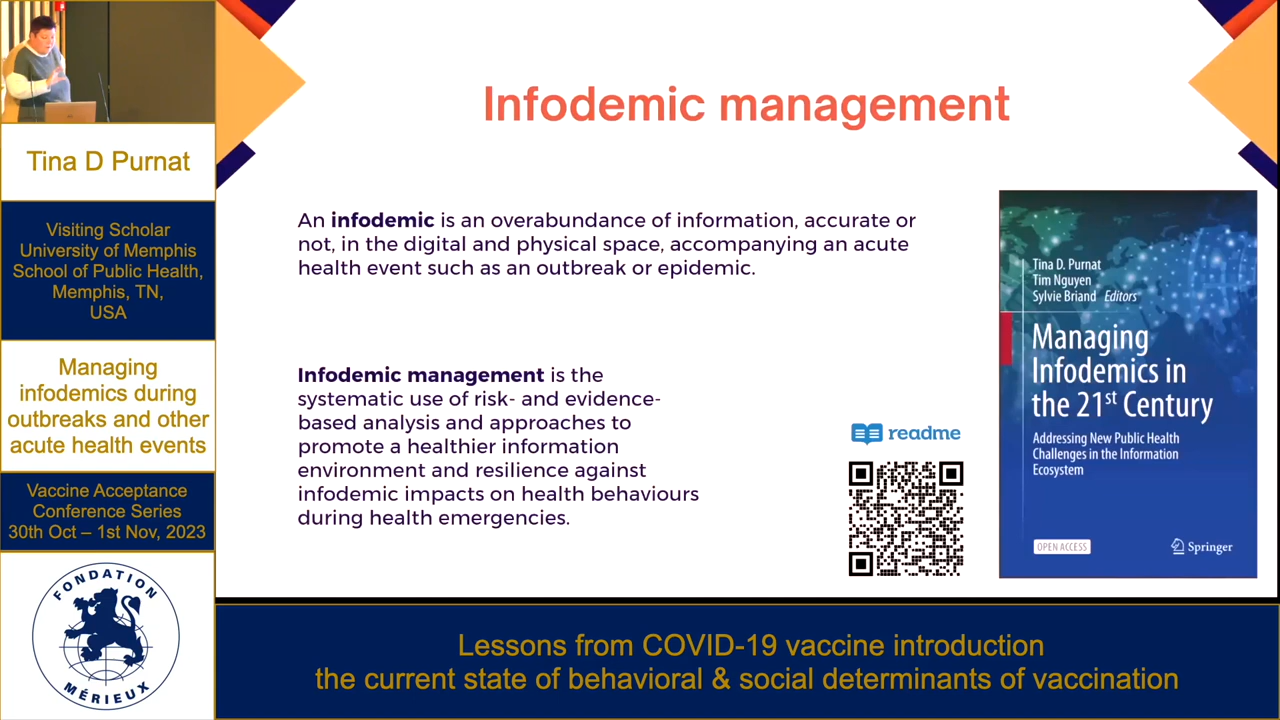 Tina D Purnat
Visiting Scholar
University of Memphis
School of Public Health,
Memphis, TN,
USA
Managing
infodemics during
outbreaks and other
acute health events
Vaccine Acceptance
Conference Series
30th Oct – 1st Nov, 2023
FONDATION
MÉRIEUX
Infodemic management
An infodemic is an overabundance of information, accurate or
not, in the digital and physical space, accompanying an acute
health event such as an outbreak or epidemic.
Infodemic management is the
systematic use of risk- and evidence-
based analysis and approaches to
promote a healthier information
environment and resilience against
infodemic impacts on health behaviours
during health emergencies.
readme
Tina D. Purnat
Tim Nguyen
Sylvie Briand Editors
Managing
Infodemics in
the 21st Century
Addressing New Public Health
Challenges in the Information
Ecosystem
OPEN ACCESS
Springer
Lessons from COVID-19 vaccine introduction
the current state of behavioral & social determinants of vaccination